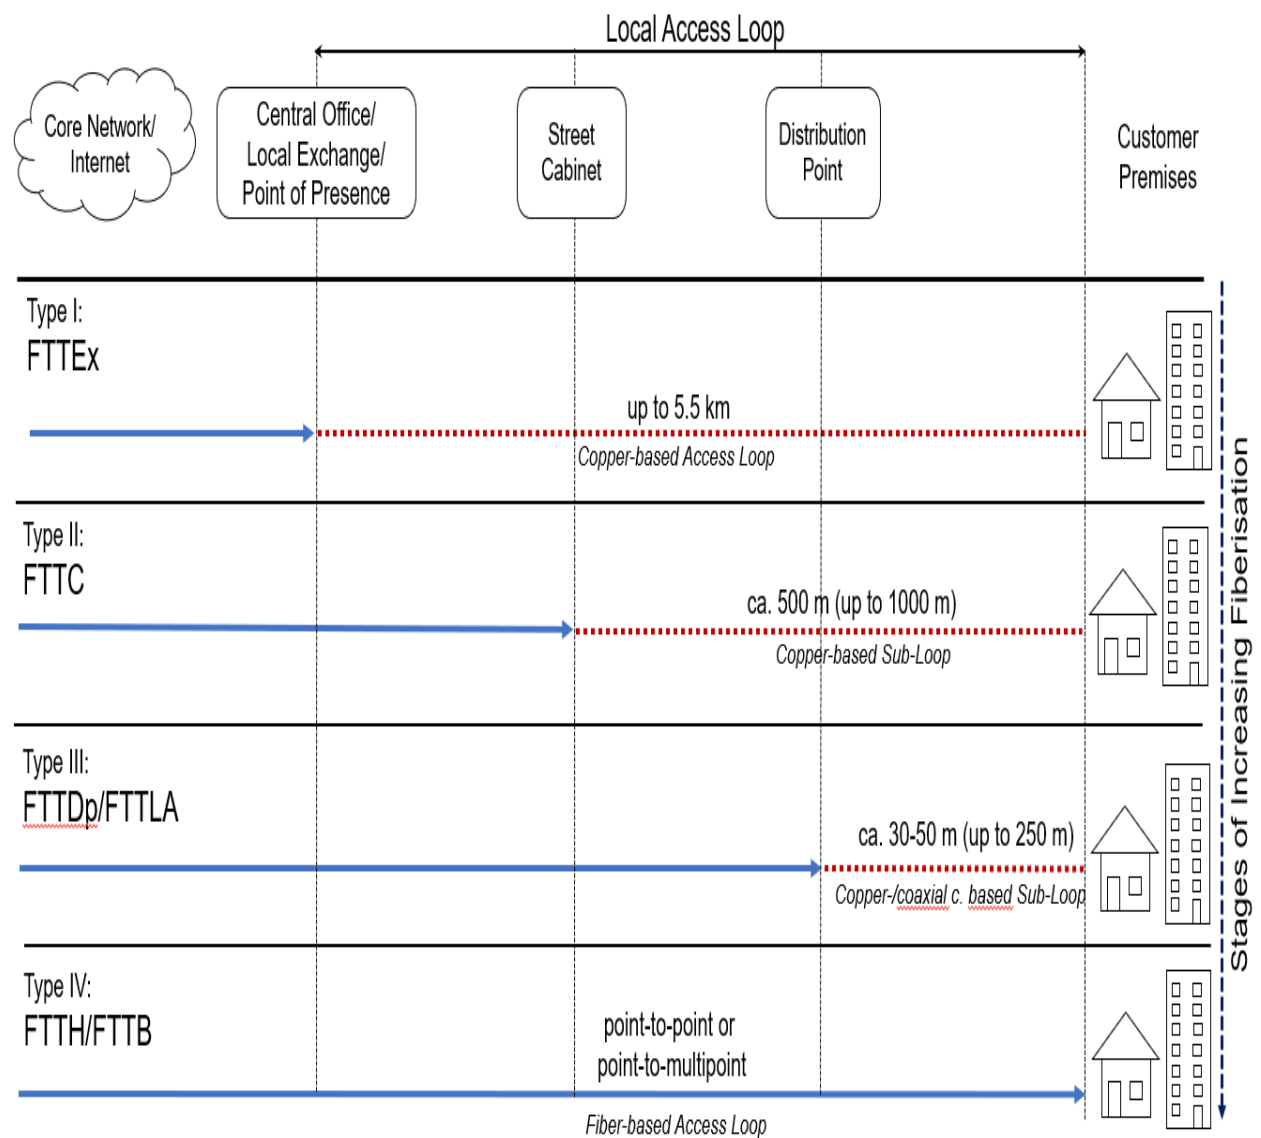 Local Access Loop
Core Network/
Internet
Central Office/
Local Exchange/
Point of Presence
Street
Cabinet
Distribution
Point
Customer
Premises
Type I:
FTTEx
up to 5.5 km
Copper-based Access Loop
Type II:
FTTC
ca. 500 m (up to 1000 m)
Copper-based Sub-Loop
Type III:
FTTDp/FTTLA
ca. 30-50 m (up to 250 m)
Copper-/coaxial c. based Sub-Loop
Type IV:
FTTH/FTTB
point-to-point or
point-to-multipoint
Fiber-based Access Loop
Stages of Increasing Fiberisation